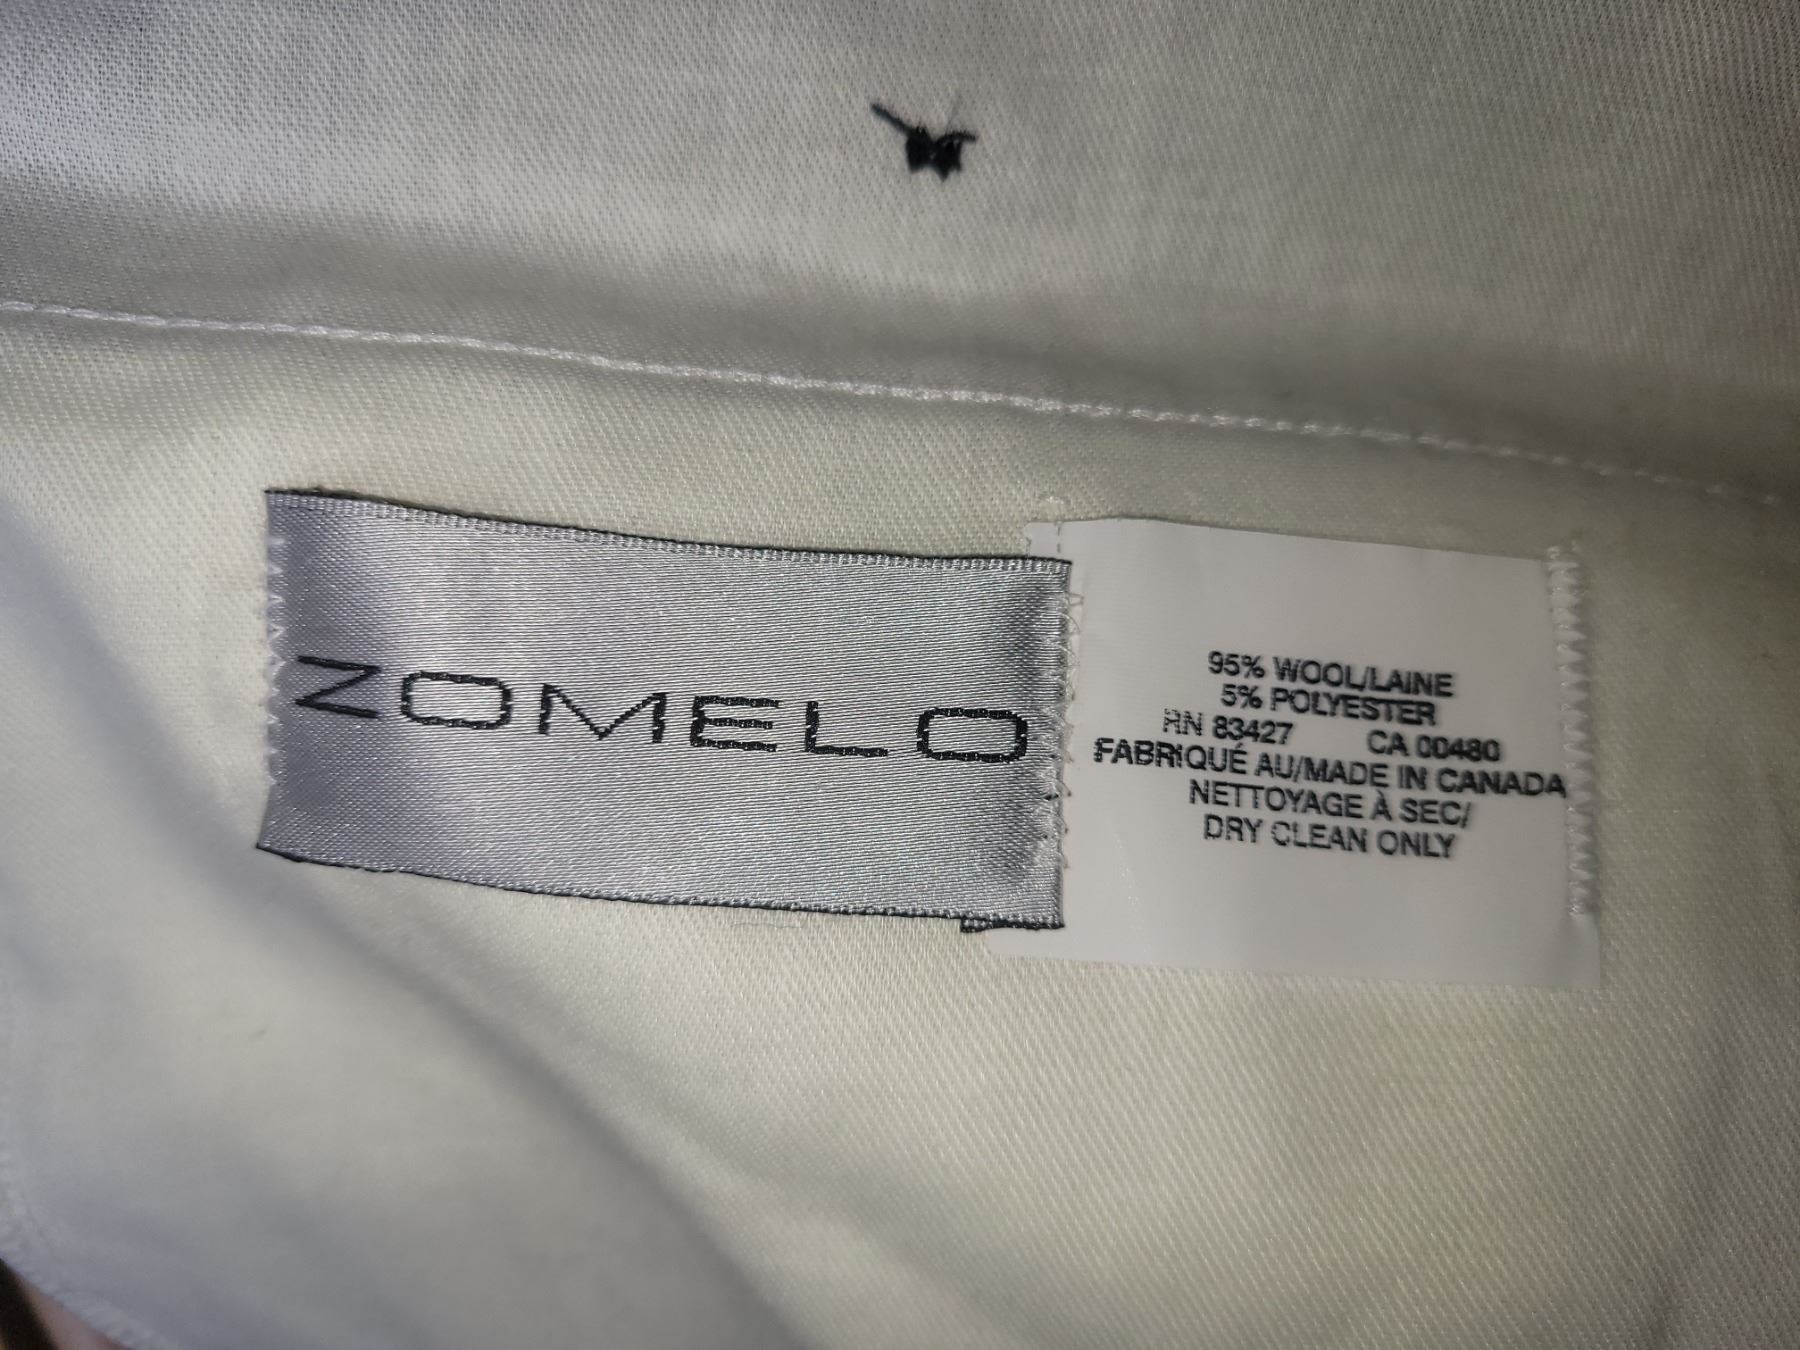 ZOMELO
95% WOOL/LAINE
5% POLYESTER
RN 83427 CA 00480
FABRIQUÉ AU/MADE IN CANADA
NETTOYAGE À SEC/
DRY CLEAN ONLY